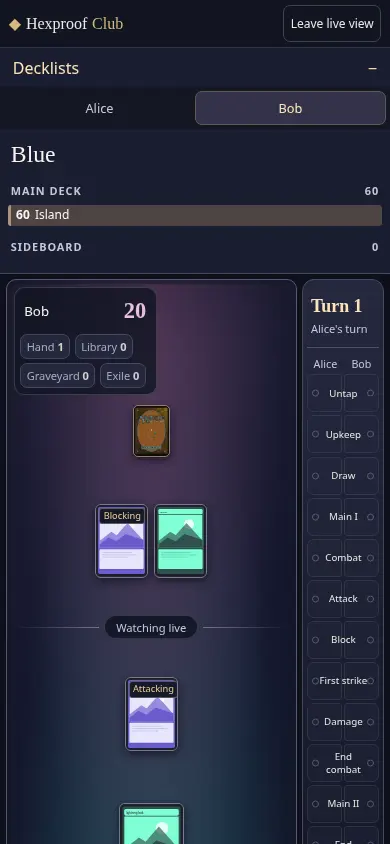 Hexproof Club
Leave live view
Decklists
−
Alice
Bob
Blue
MAIN DECK 60
60 Island
SIDEBOARD 0
Bob 20
Hand 1
Library 0
Graveyard 0
Exile 0
Blocking
Watching live
Attacking
Turn 1
Alice's turn
Alice Bob
Untap
Upkeep
Draw
Main I
Combat
Attack
Block
First strike
Damage
End
combat
Main II
End